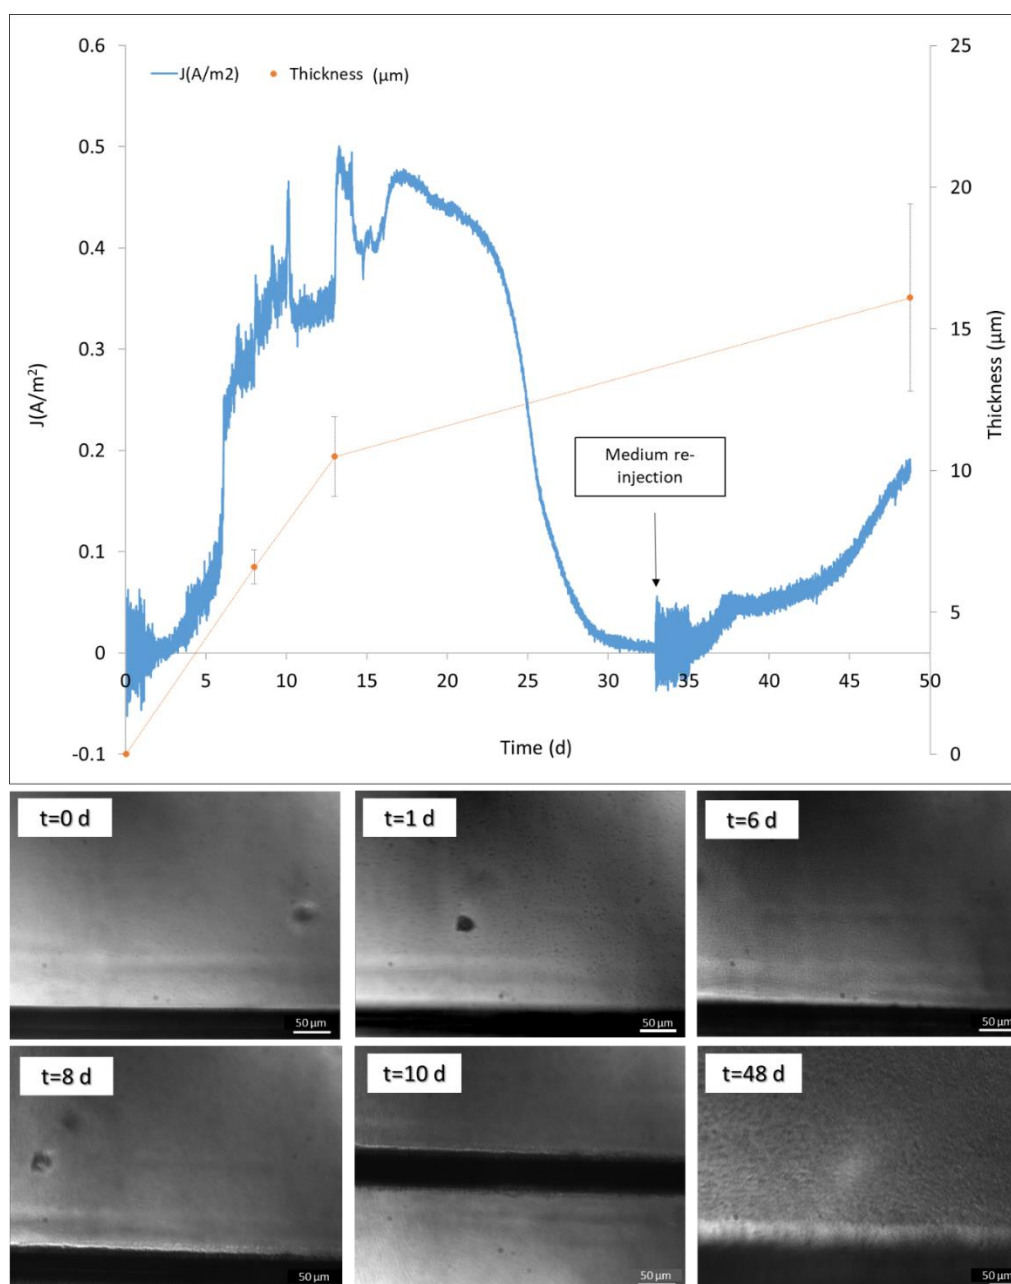 J(A/m2)
Thickness (μm)
0.6
0.5
0.4
0.3
0.2
0.1
0
-0.1
J(A/m²)
25
20
15
10
5
0
Thickness (μm)
Medium re-
injection
0 5 10 15 20 25 30 35 40 45 50
Time (d)
t=0 d
50 μm
t=1 d
50 μm
t=6 d
50 μm
t=8 d
50 μm
t=10 d
50 μm
t=48 d
50 μm